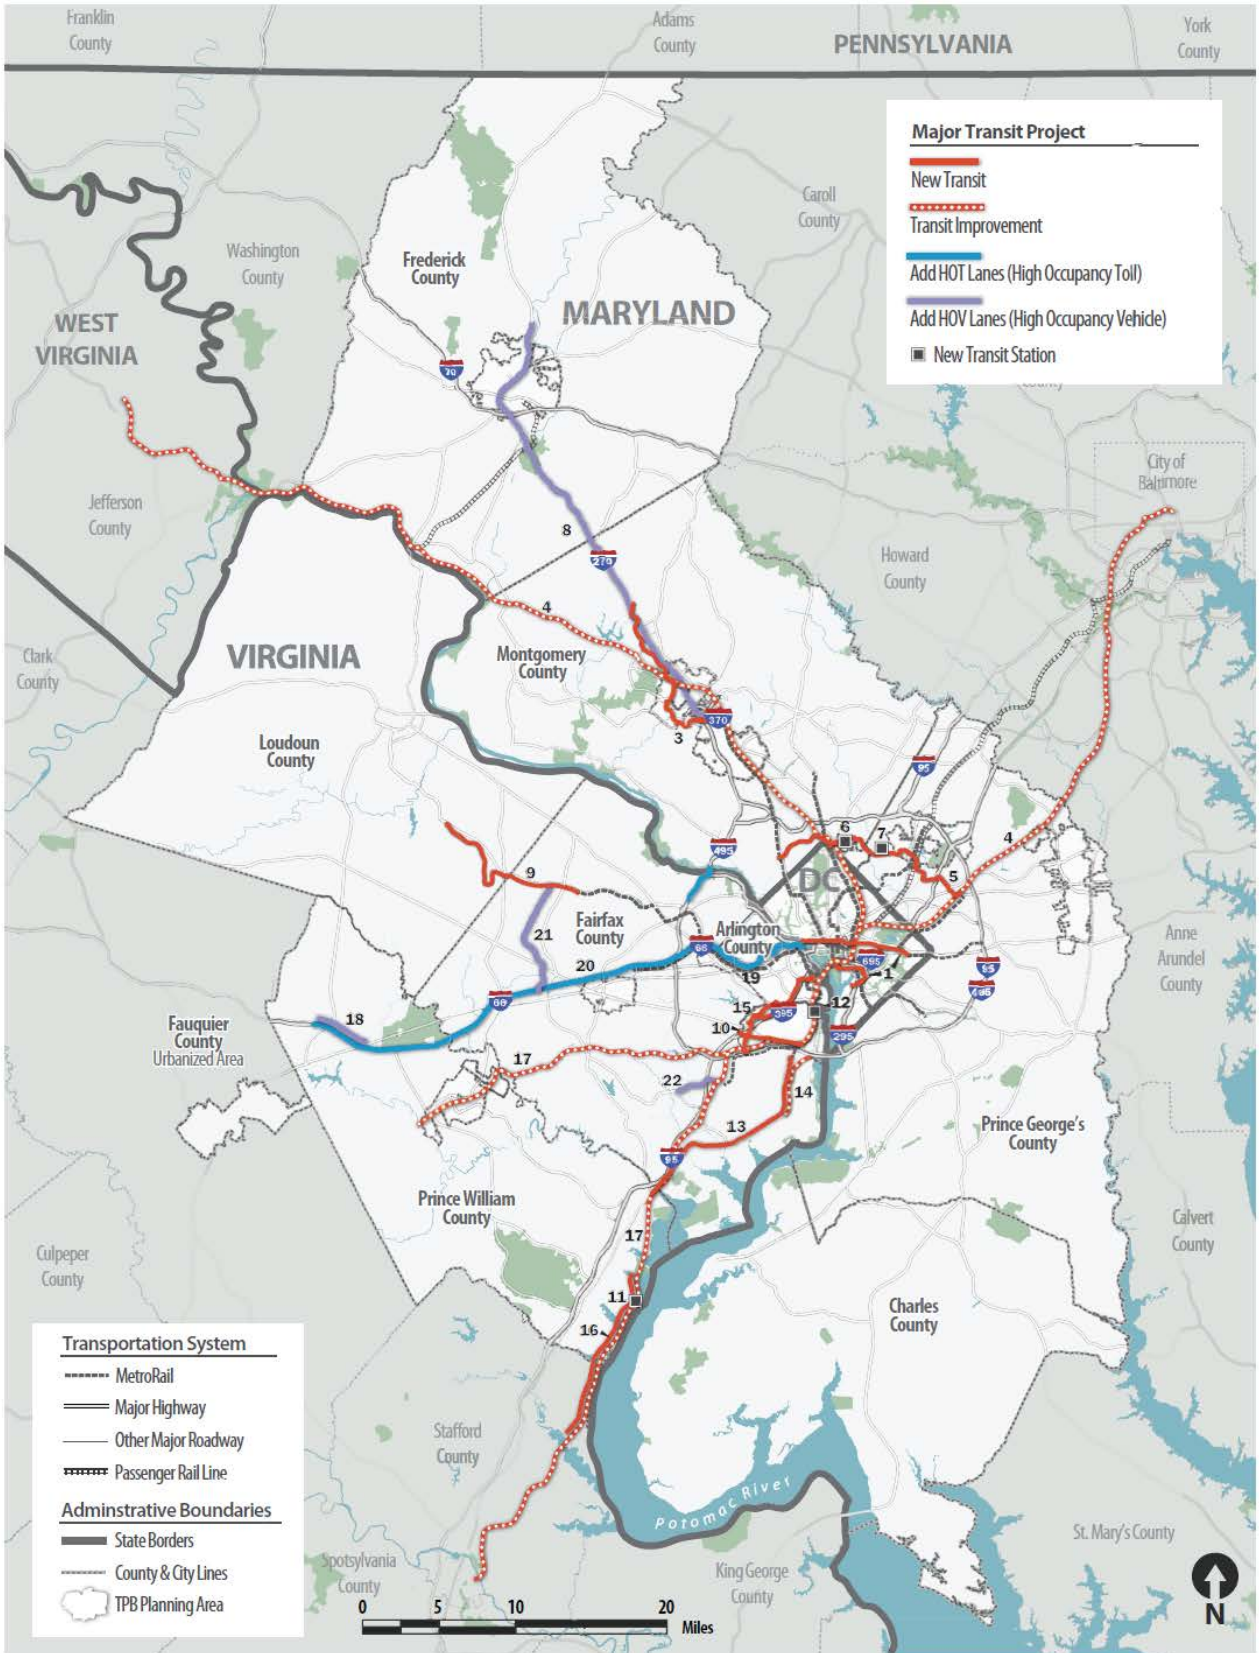 Franklin
County
Adams
County
PENNSYLVANIA
York
County
Major Transit Project
New Transit
Transit Improvement
Add HOT Lanes (High Occupancy Toll)
Add HOV Lanes (High Occupancy Vehicle)
New Transit Station
Caroll
County
Washington
County
Frederick
County
MARYLAND
WEST
VIRGINIA
70
City of
Baltimore
Jefferson
County
8
270
Howard
County
4
VIRGINIA
Montgomery
County
Clark
County
370
3
Loudoun
County
95
6
7
4
495
5
DC
9
Fairfax
County
Arlington
County
21
66
20
19
695
1
95
495
Anne
Arundel
County
66
18
15
395
12
10
295
Fauquier
County
Urbanized Area
17
22
14
13
Prince George's
County
95
Prince William
County
17
Calvert
County
Culpeper
County
11
16
Charles
County
Transportation System
MetroRail
Major Highway
Other Major Roadway
Passenger Rail Line
Adminstrative Boundaries
State Borders
County & City Lines
TPB Planning Area
Stafford
County
Potomac River
Spotsylvania
County
King George
County
St. Mary's County
0 5 10 20
Miles
N